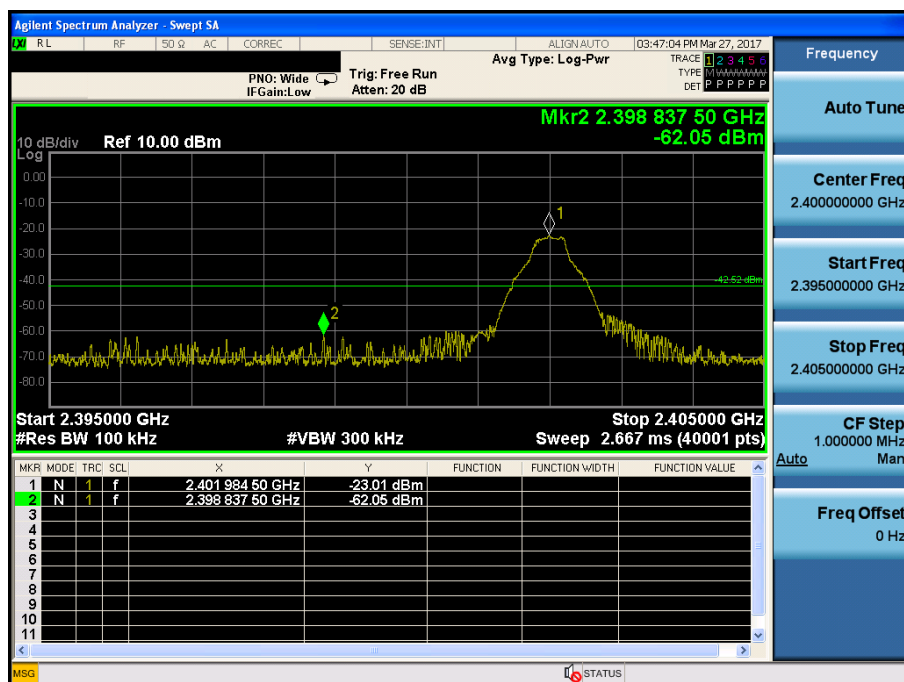 Agilent Spectrum Analyzer - Swept SA
LXI RL RF 50 Ω AC CORREC SENSE:INT ALIGN AUTO 03:47:04 PM Mar 27, 2017
Frequency
Avg Type: Log-Pwr
TRACE 1 2 3 4 5 6
PNO: Wide Trig: Free Run
TYPE MWWWWW
IFGain:Low Atten: 20 dB
DET P P P P P P
Auto Tune
Mkr2 2.398 837 50 GHz
-62.05 dBm
10 dB/div Ref 10.00 dBm
Log
0.00
-10.0
-20.0
-30.0
-40.0
-50.0
-60.0
-70.0
-80.0
1
-42.52 dBm
2
Start 2.395000 GHz Stop 2.405000 GHz
#Res BW 100 kHz #VBW 300 kHz Sweep 2.667 ms (40001 pts)
Center Freq
2.400000000 GHz
Start Freq
2.395000000 GHz
Stop Freq
2.405000000 GHz
CF Step
1.000000 MHz
Auto Man
Freq Offset
0 Hz
MKR MODE TRC SCL X Y FUNCTION FUNCTION WIDTH FUNCTION VALUE
1 N 1 f 2.401 984 50 GHz -23.01 dBm
2 N 1 f 2.398 837 50 GHz -62.05 dBm
3
4
5
6
7
8
9
10
11
MSG STATUS